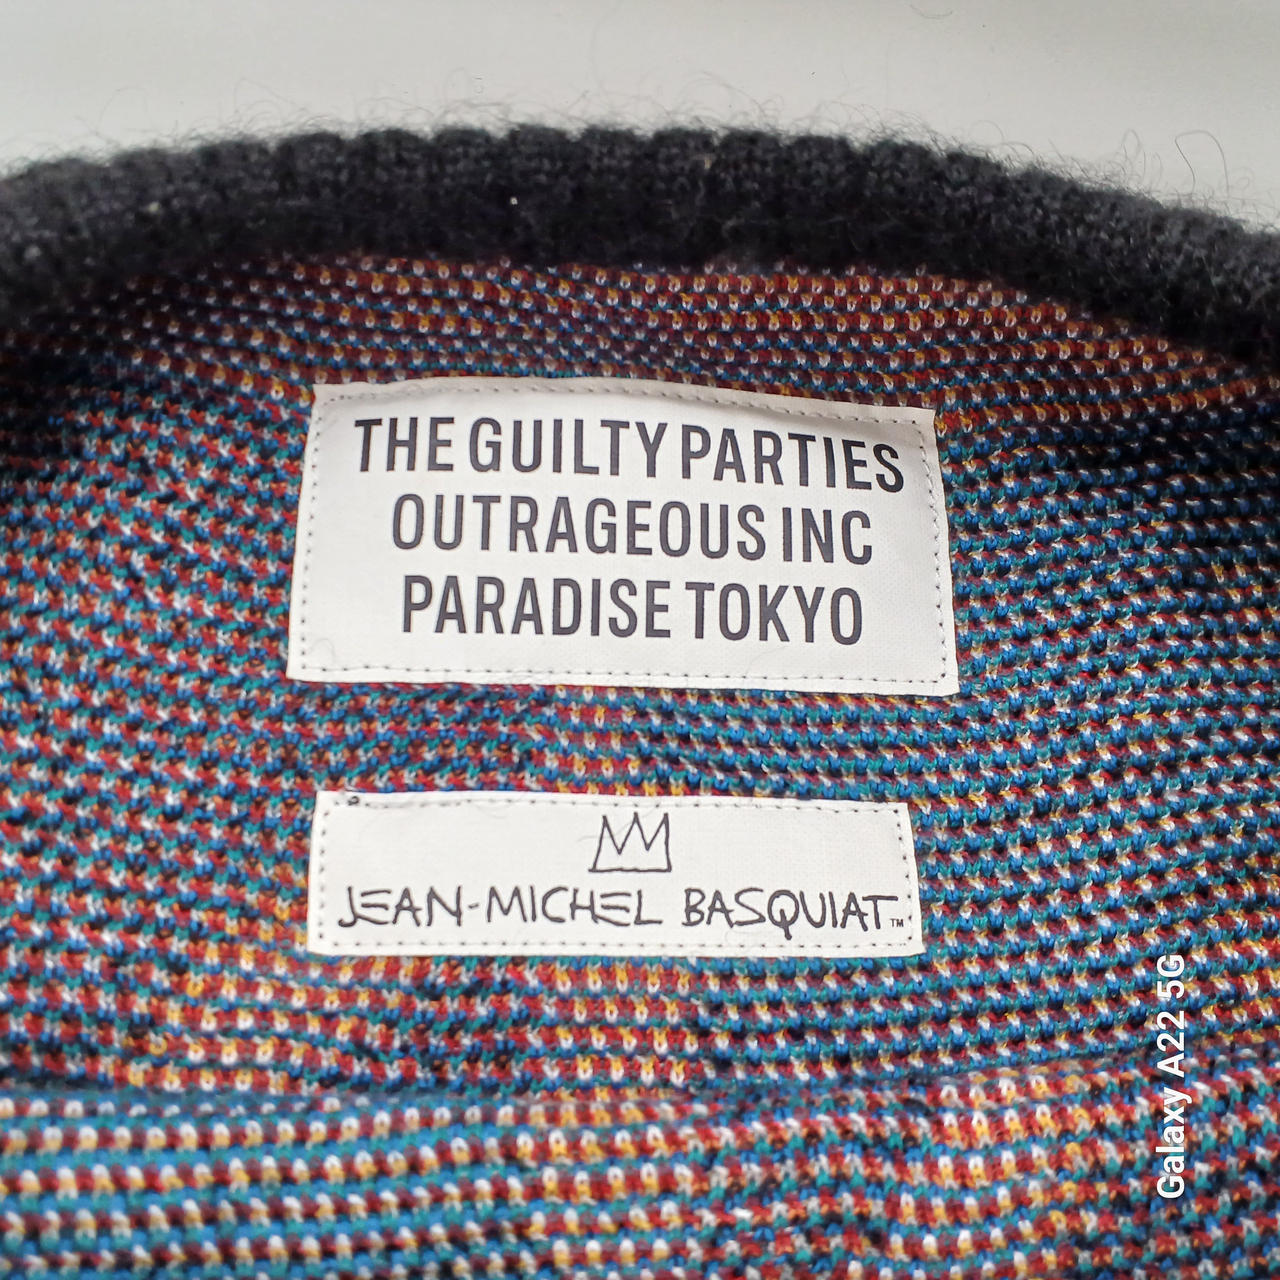 THE GUILTY PARTIES
OUTRAGEOUS INC
PARADISE TOKYO
JEAN-MICHEL BASQUIAT™
Galaxy A22 5G